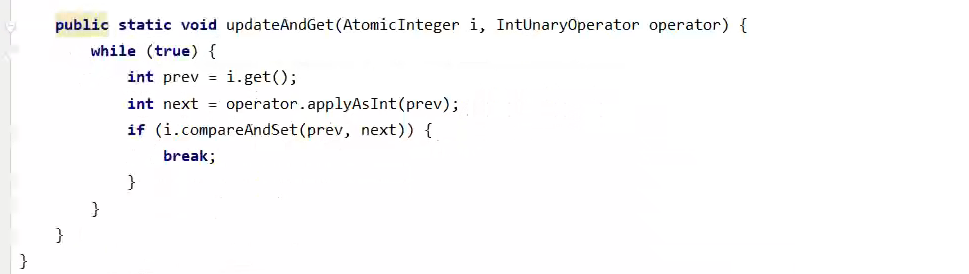 public static void updateAndGet(AtomicInteger i, IntUnaryOperator operator) {
while (true) {
int prev = i.get();
int next = operator.applyAsInt(prev);
if (i.compareAndSet(prev, next)) {
break;
}
}
}
}